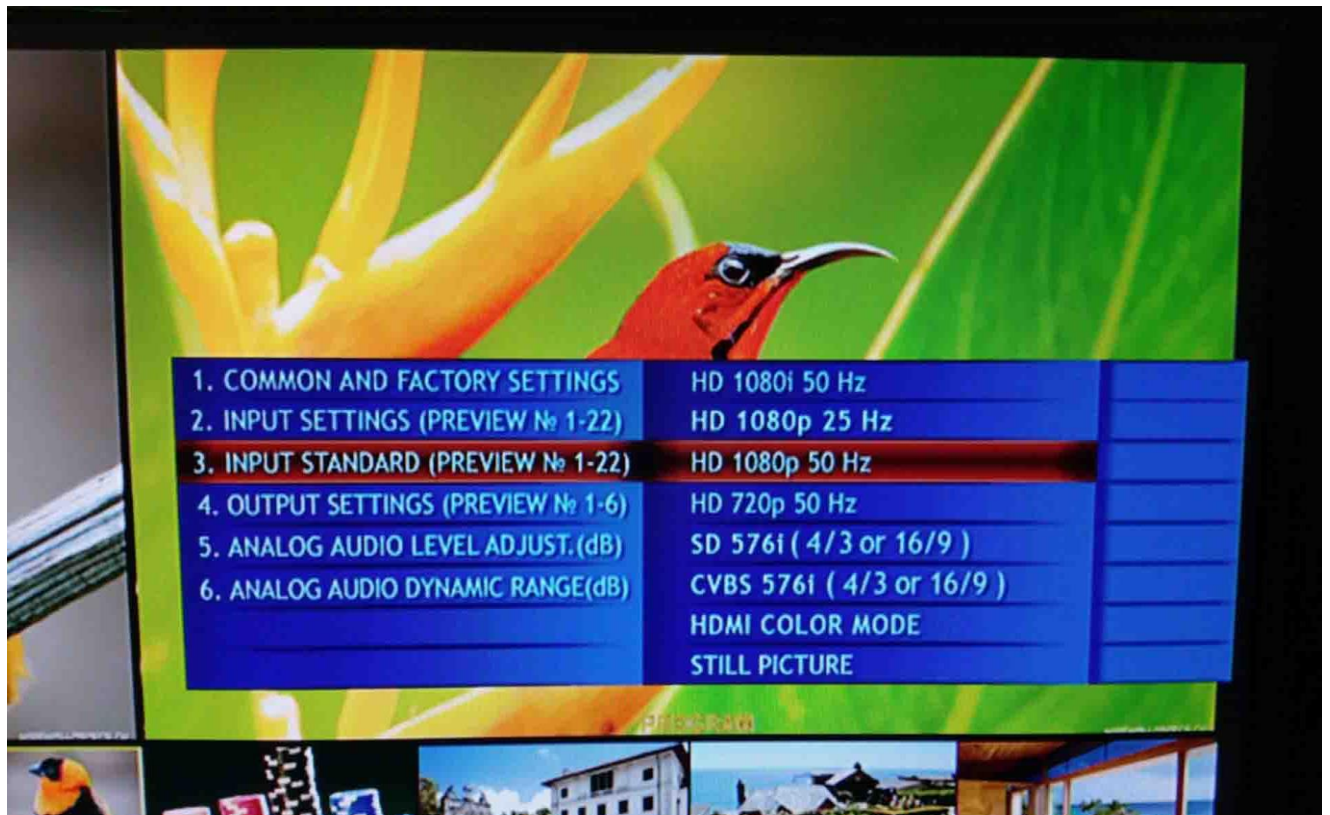 1. COMMON AND FACTORY SETTINGS
2. INPUT SETTINGS (PREVIEW № 1-22)
3. INPUT STANDARD (PREVIEW № 1-22)
4. OUTPUT SETTINGS (PREVIEW № 1-6)
5. ANALOG AUDIO LEVEL ADJUST.(dB)
6. ANALOG AUDIO DYNAMIC RANGE(dB)
HD 1080i 50 Hz
HD 1080p 25 Hz
HD 1080p 50 Hz
HD 720p 50 Hz
SD 576i ( 4/3 or 16/9 )
CVBS 576i ( 4/3 or 16/9 )
HDMI COLOR MODE
STILL PICTURE